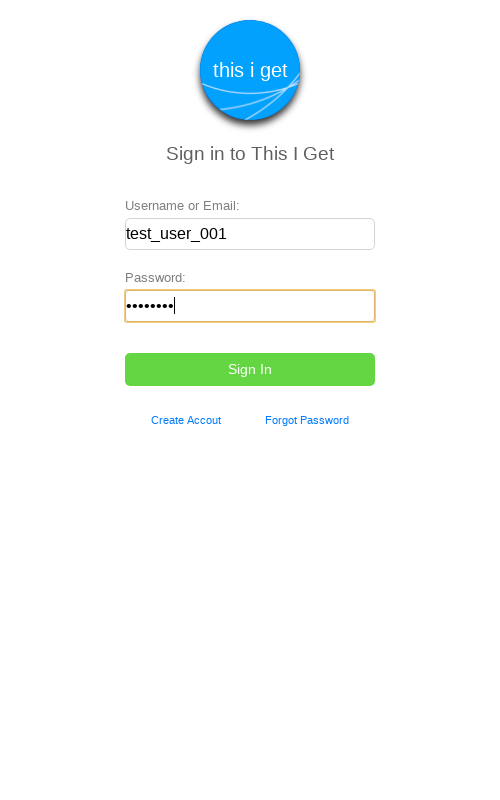 this i get
Sign in to This I Get
Username or Email:
test_user_001
Password:
••••••••
Sign In
Create Accout Forgot Password